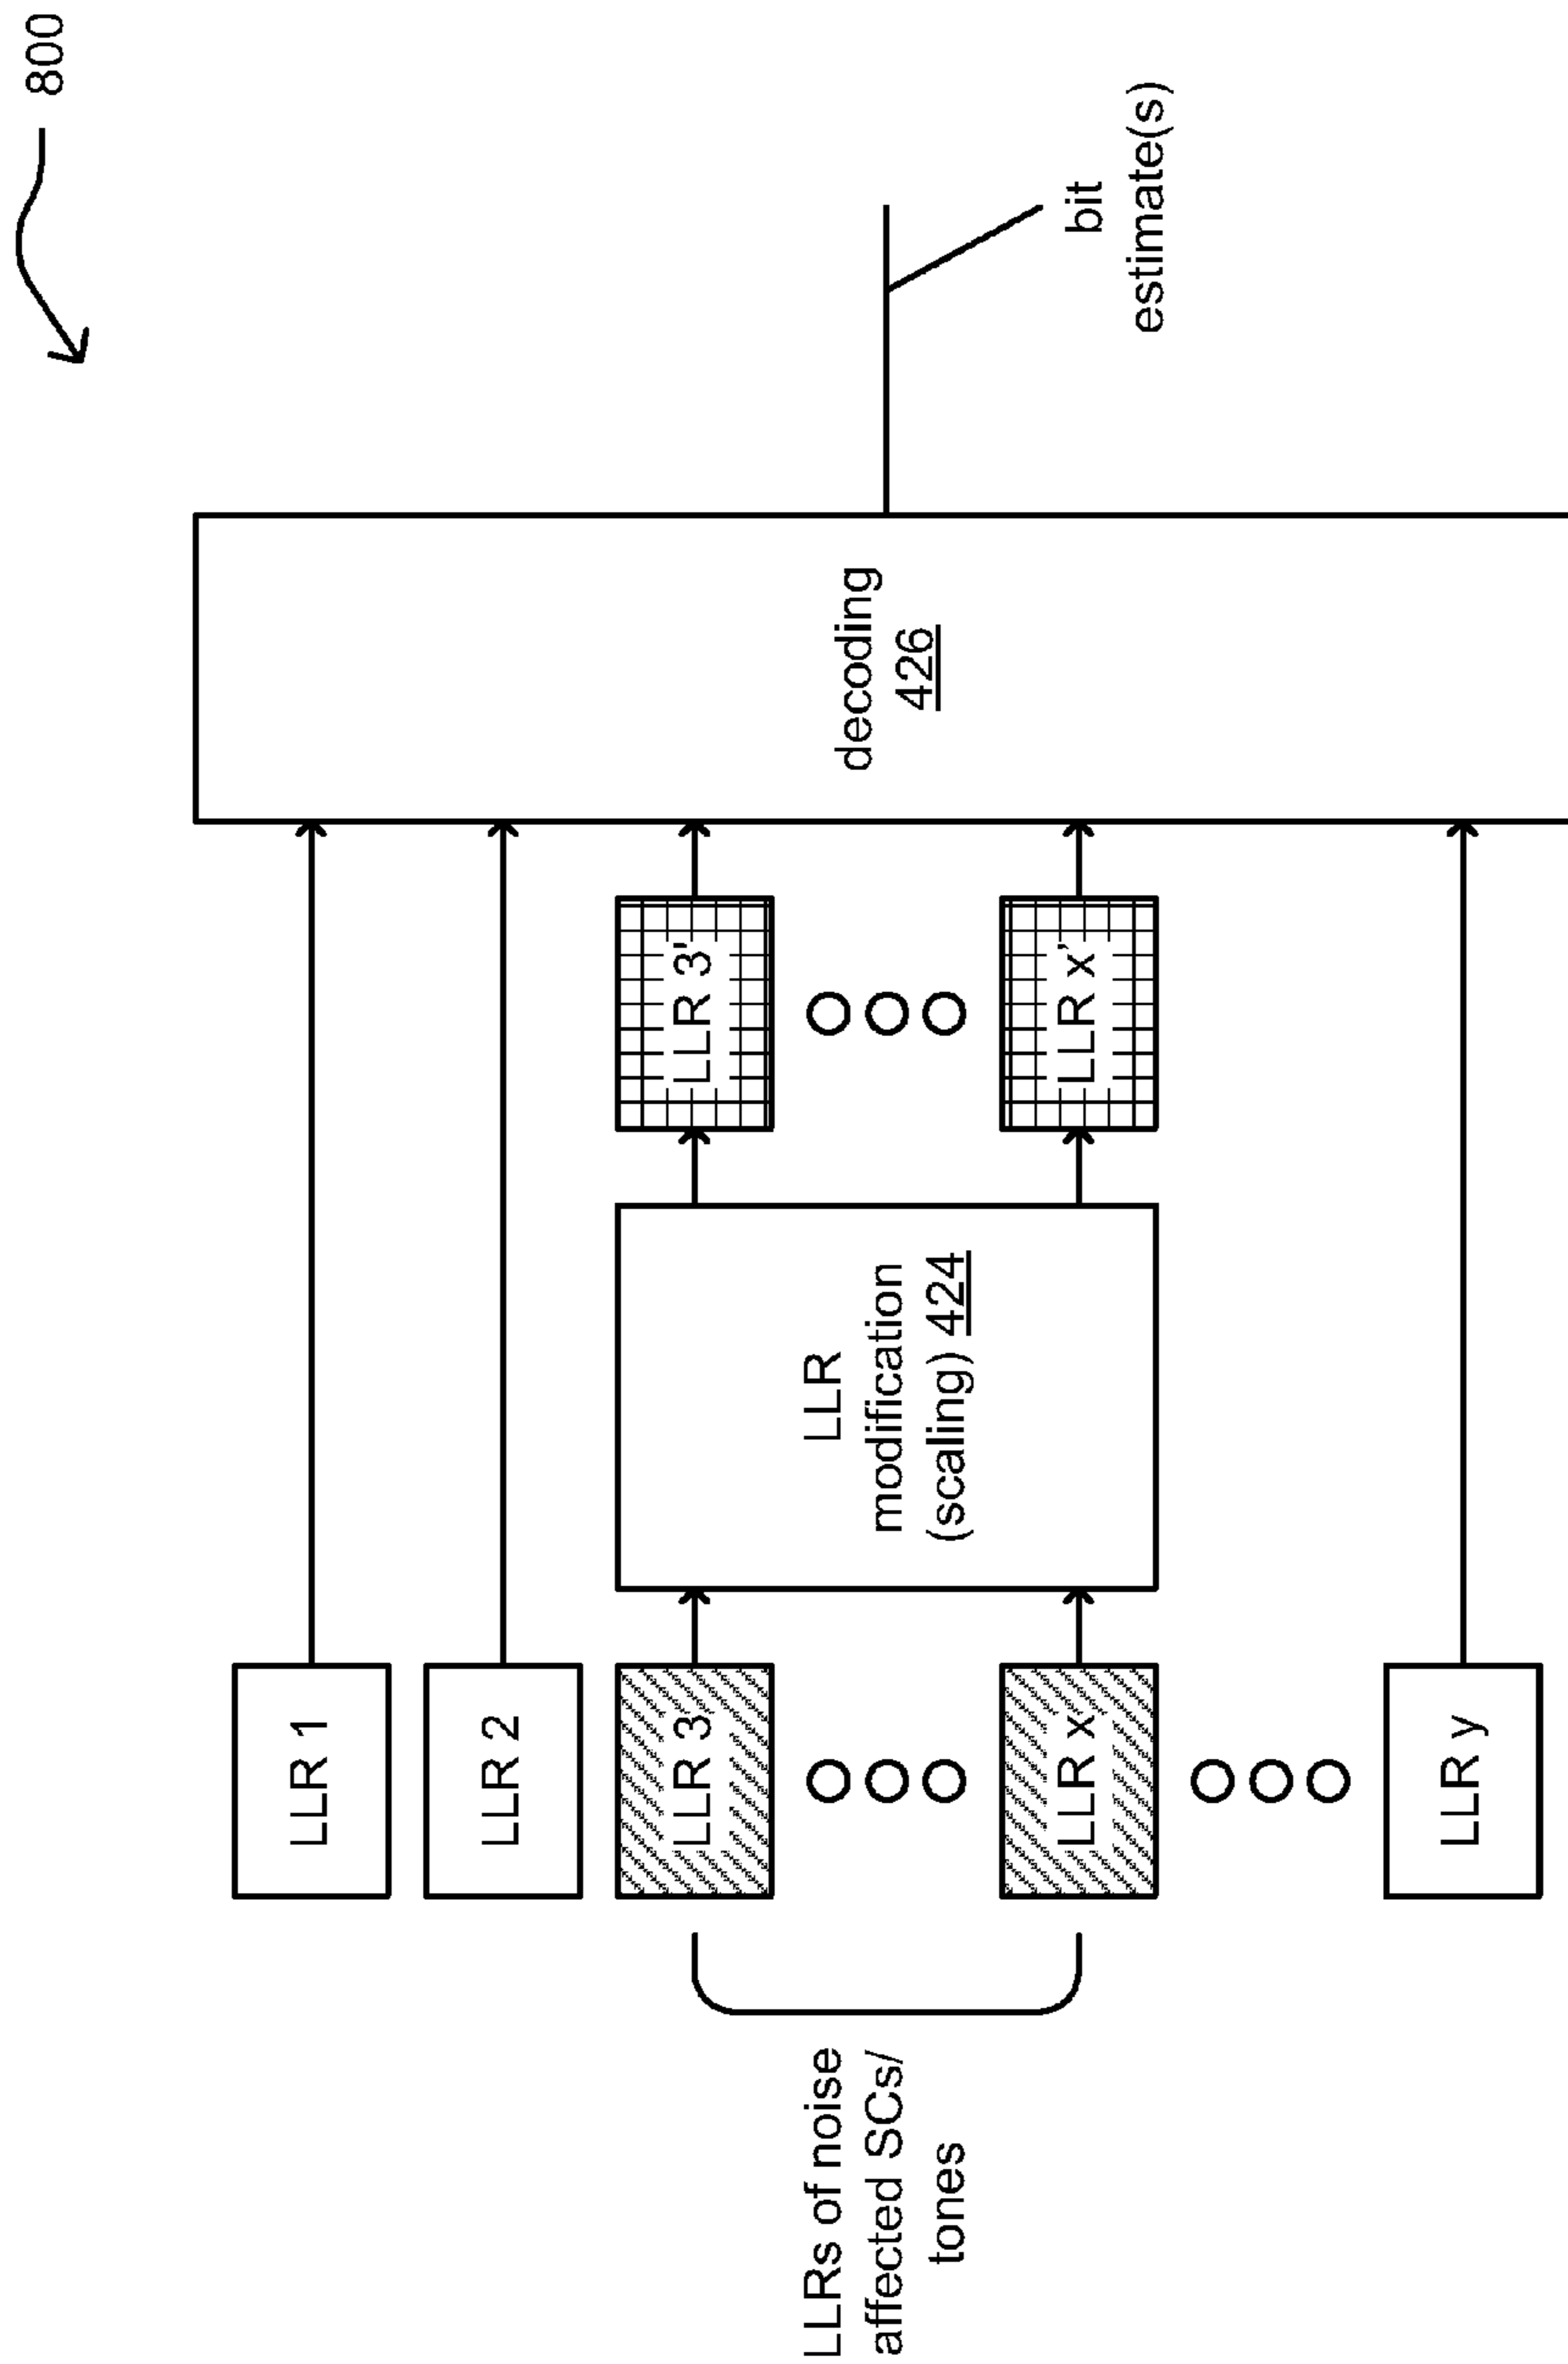 800
LLR 1
LLR 2
LLRs of noise
affected SCs/
tones
LLR 3
LLR x
LLR y
LLR
modification
(scaling) 424
LLR 3'
LLR x'
decoding
426
bit
estimate(s)